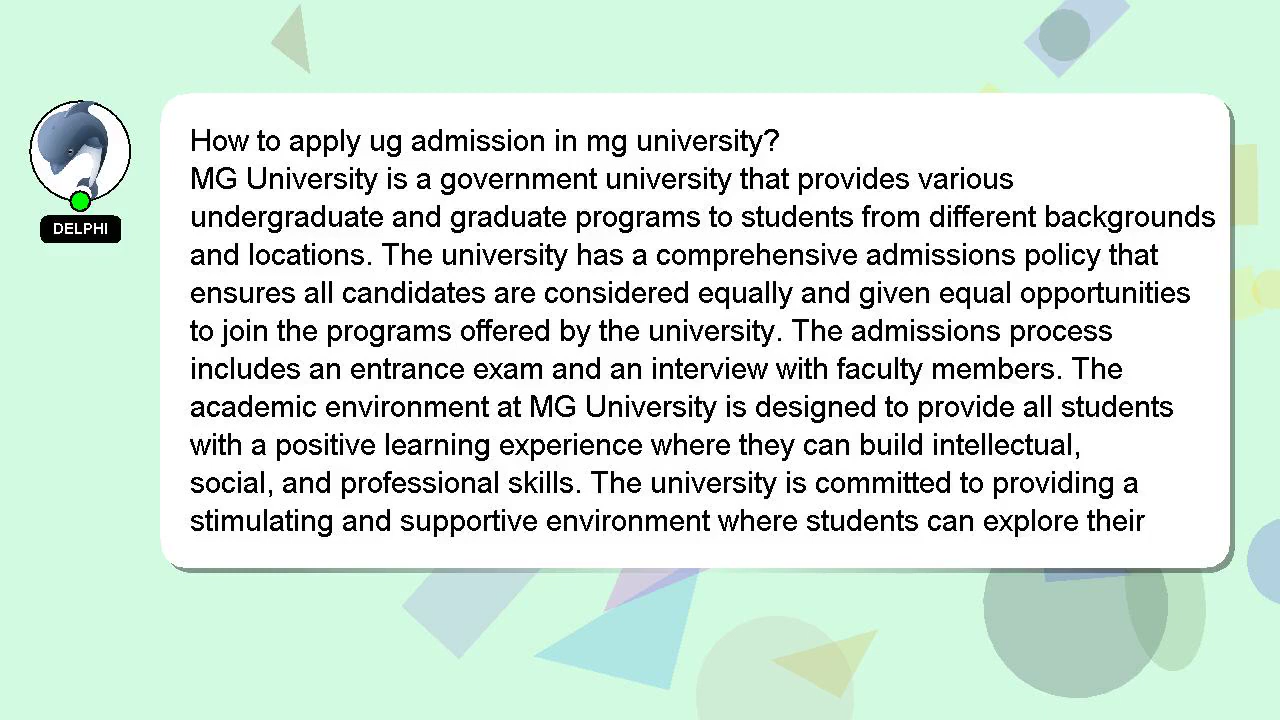 DELPHI
How to apply ug admission in mg university?
MG University is a government university that provides various
undergraduate and graduate programs to students from different backgrounds
and locations. The university has a comprehensive admissions policy that
ensures all candidates are considered equally and given equal opportunities
to join the programs offered by the university. The admissions process
includes an entrance exam and an interview with faculty members. The
academic environment at MG University is designed to provide all students
with a positive learning experience where they can build intellectual,
social, and professional skills. The university is committed to providing a
stimulating and supportive environment where students can explore their